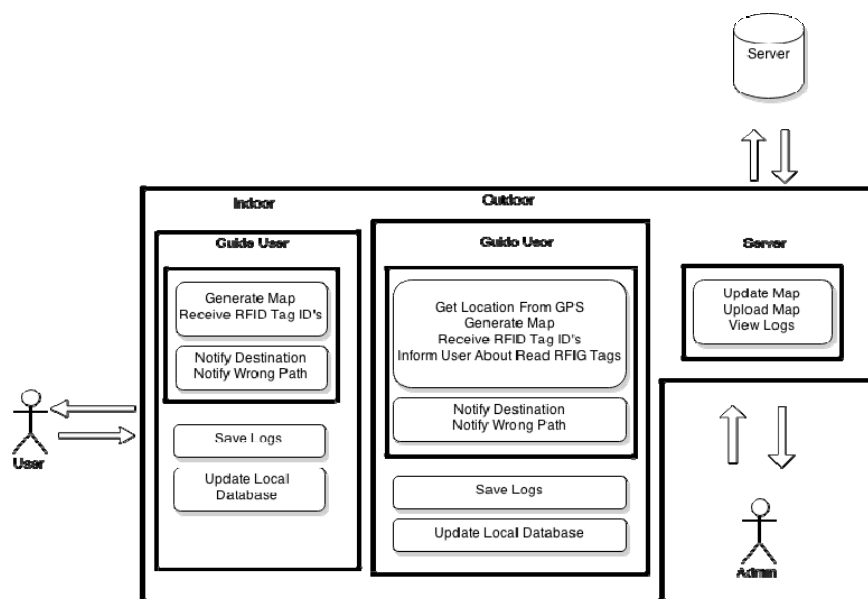 Server
Indoor
Outdoor
Guide User
Generate Map
Receive RFID Tag ID's
Notify Destination
Notify Wrong Path
Save Logs
Update Local
Database
Guide User
Get Location From GPS
Generate Map
Receive RFID Tag ID's
Inform User About Read RFIG Tags
Notify Destination
Notify Wrong Path
Save Logs
Update Local Database
Server
Update Map
Upload Map
View Logs
User
Admin